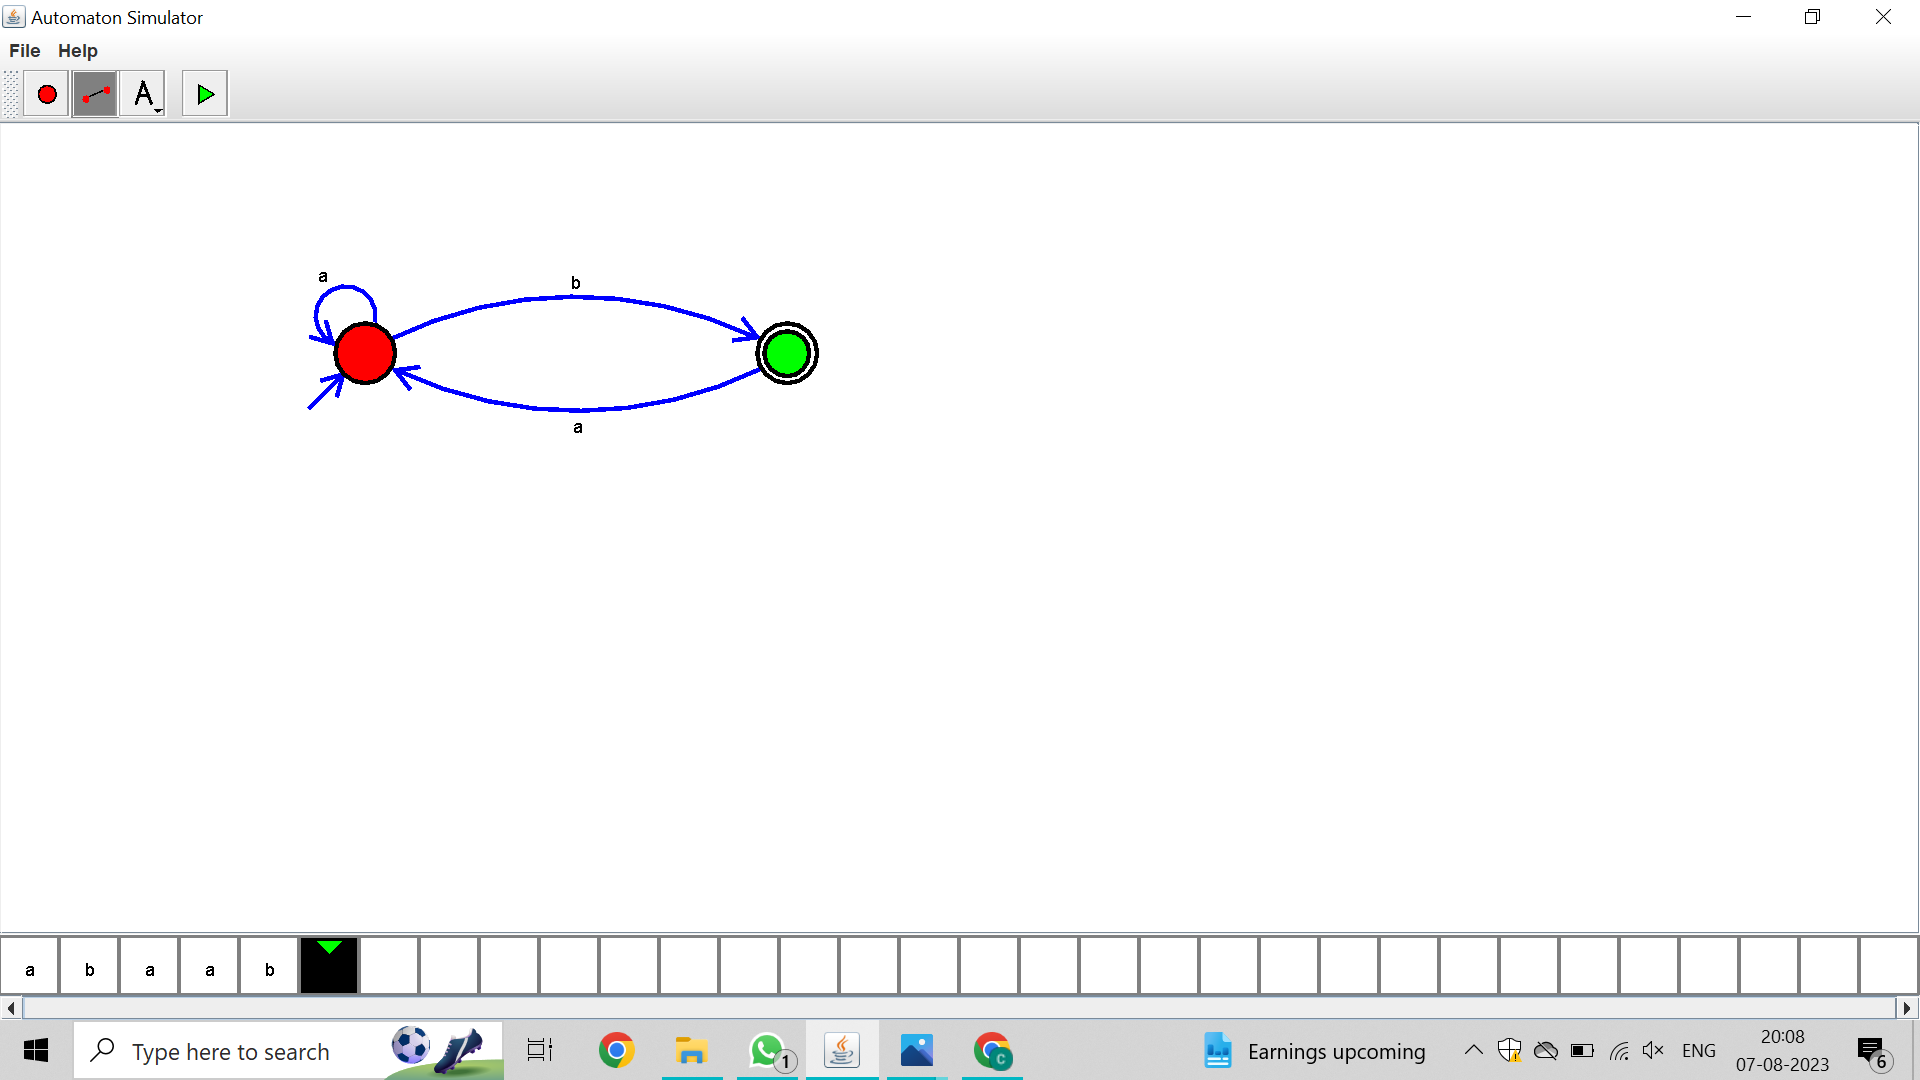 Automaton Simulator
File Help
A
a
b
a
a b a a b
Type here to search
1
Earnings upcoming
ENG
20:08
07-08-2023
6